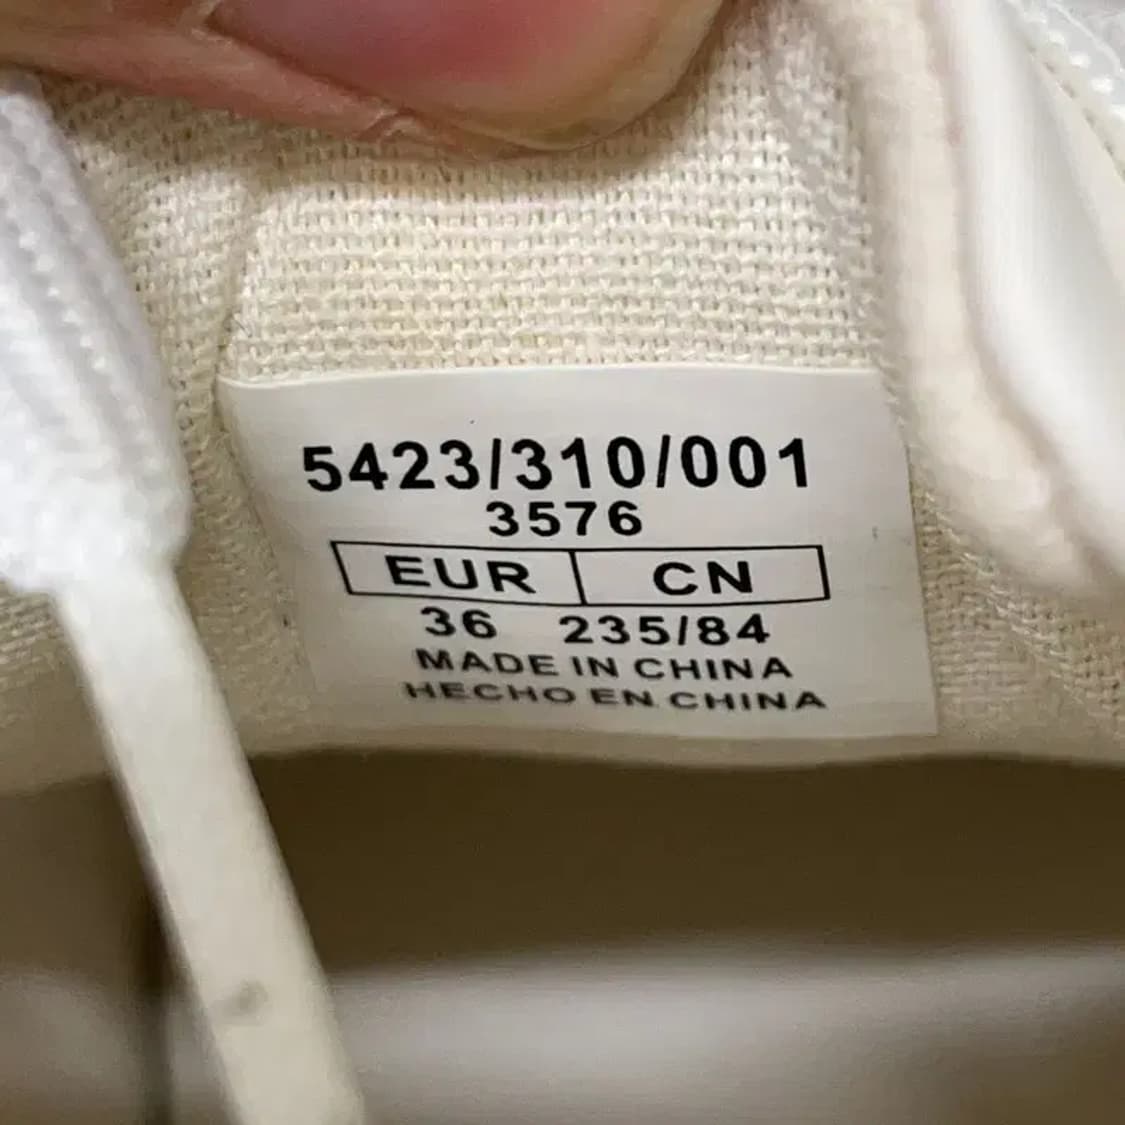 5423/310/001
3576
EUR CN
36 235/84
MADE IN CHINA
HECHO EN CHINA